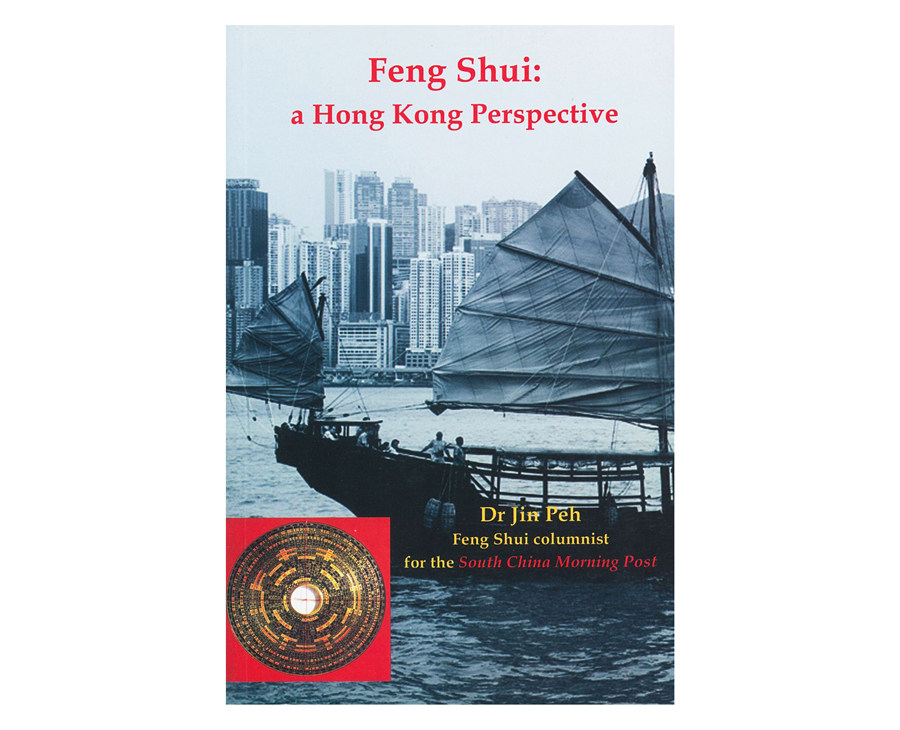 Feng Shui:
a Hong Kong Perspective
Dr Jin Peh
Feng Shui columnist
for the South China Morning Post